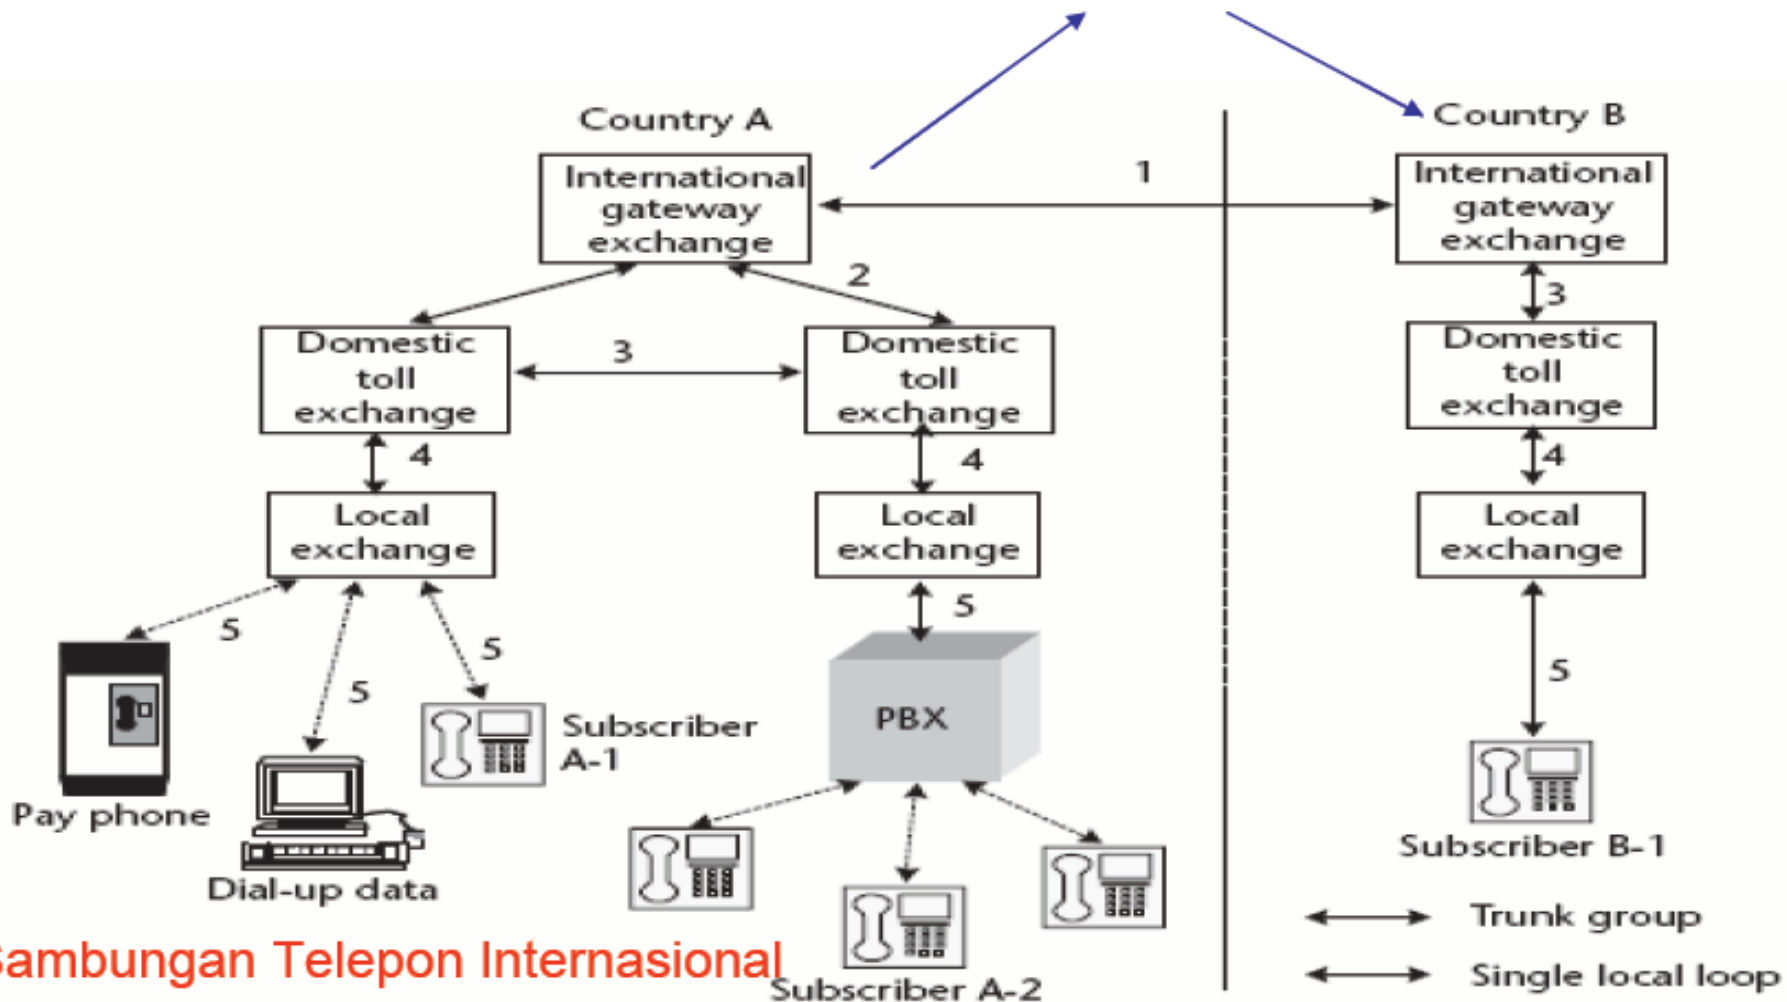 Country A
Country B
International
gateway
exchange
1
International
gateway
exchange
2
3
Domestic
toll
exchange
3
Domestic
toll
exchange
Domestic
toll
exchange
4
4
4
Local
exchange
Local
exchange
Local
exchange
5
5
5
5
5
Pay phone
Dial-up data
Subscriber
A-1
PBX
Subscriber A-2
Subscriber B-1
Trunk group
Single local loop
Sambungan Telepon Internasional